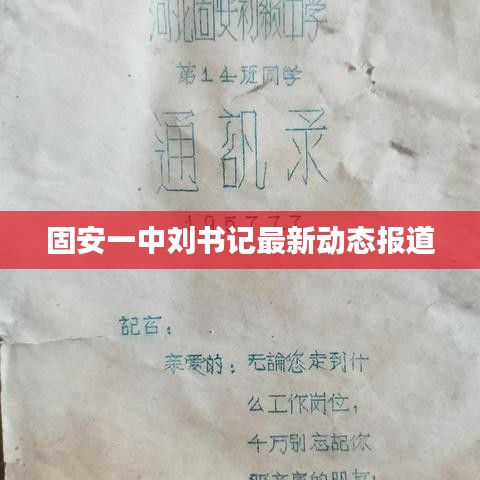 河北固安初级中学
第14班同学
通訊录
固安一中刘书记最新动态报道
記言：
亲爱的：无論您走到什
么工作岗位，
千万别忘記你